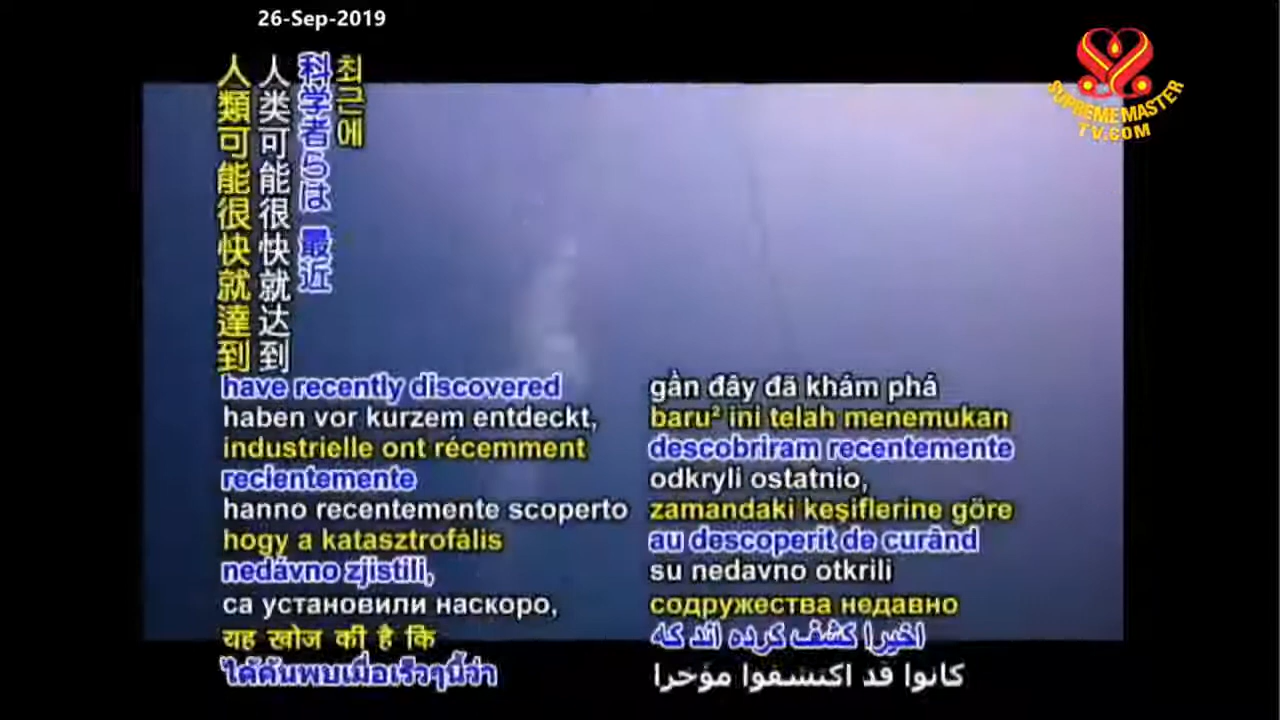 26-Sep-2019
SUPREME MASTER
TV.COM
人類可能很快就達到
人类可能很快就达到
科学者らは 最近
최근에
have recently discovered
haben vor kurzem entdeckt,
industrielle ont récemment
recientemente
hanno recentemente scoperto
hogy a katasztrofális
nedávno zjistili,
са установили наскоро,
यह खोज की है कि
ได้ค้นพบเมื่อเร็วๆนี้ว่า
gần đây đã khám phá
baru² ini telah menemukan
descobriram recentemente
odkryli ostatnio,
zamandaki keşiflerine göre
au descoperit de curând
su nedavno otkrili
содружества недавно
اخیرا کشف کرده اند که
كانوا قد اكتشفوا مؤخرا